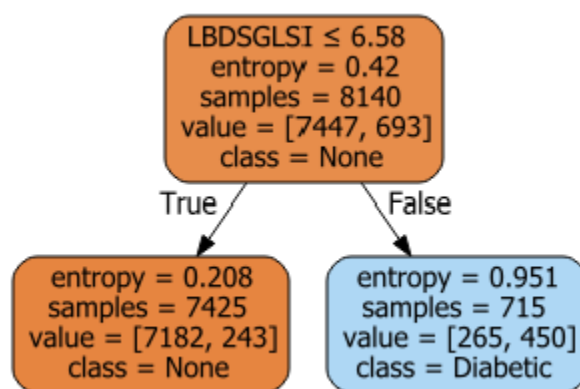 LBDSGLSI ≤ 6.58
entropy = 0.42
samples = 8140
value = [7447, 693]
class = None
True
False
entropy = 0.208
samples = 7425
value = [7182, 243]
class = None
entropy = 0.951
samples = 715
value = [265, 450]
class = Diabetic